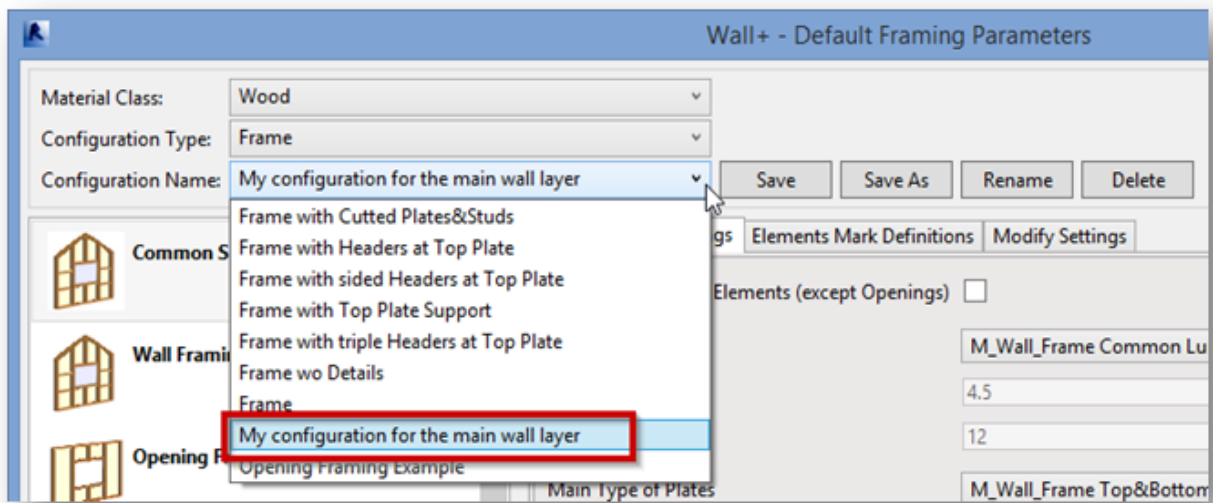 Wall+ - Default Framing Parameters
Material Class: Wood
Configuration Type: Frame
Configuration Name: My configuration for the main wall layer Save Save As Rename Delete
Frame with Cutted Plates&Studs
gs Elements Mark Definitions Modify Settings
Common S
Frame with Headers at Top Plate
Frame with sided Headers at Top Plate
Elements (except Openings)
Frame with Top Plate Support
Wall Frami
Frame with triple Headers at Top Plate
M_Wall_Frame Common Lu
Frame wo Details
4.5
Frame
My configuration for the main wall layer
12
Opening F
Opening Framing Example
Main Type of Plates
M_Wall_Frame Top&Bottom